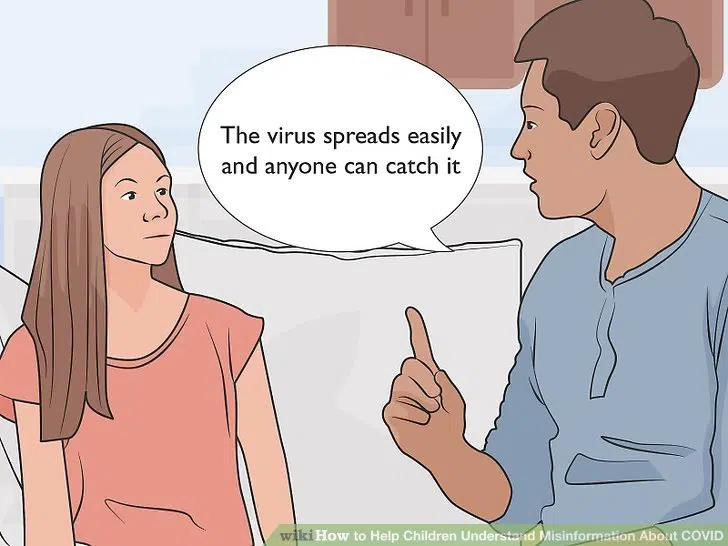 The virus spreads easily
and anyone can catch it
wikiHow to Help Children Understand Misinformation About COVID